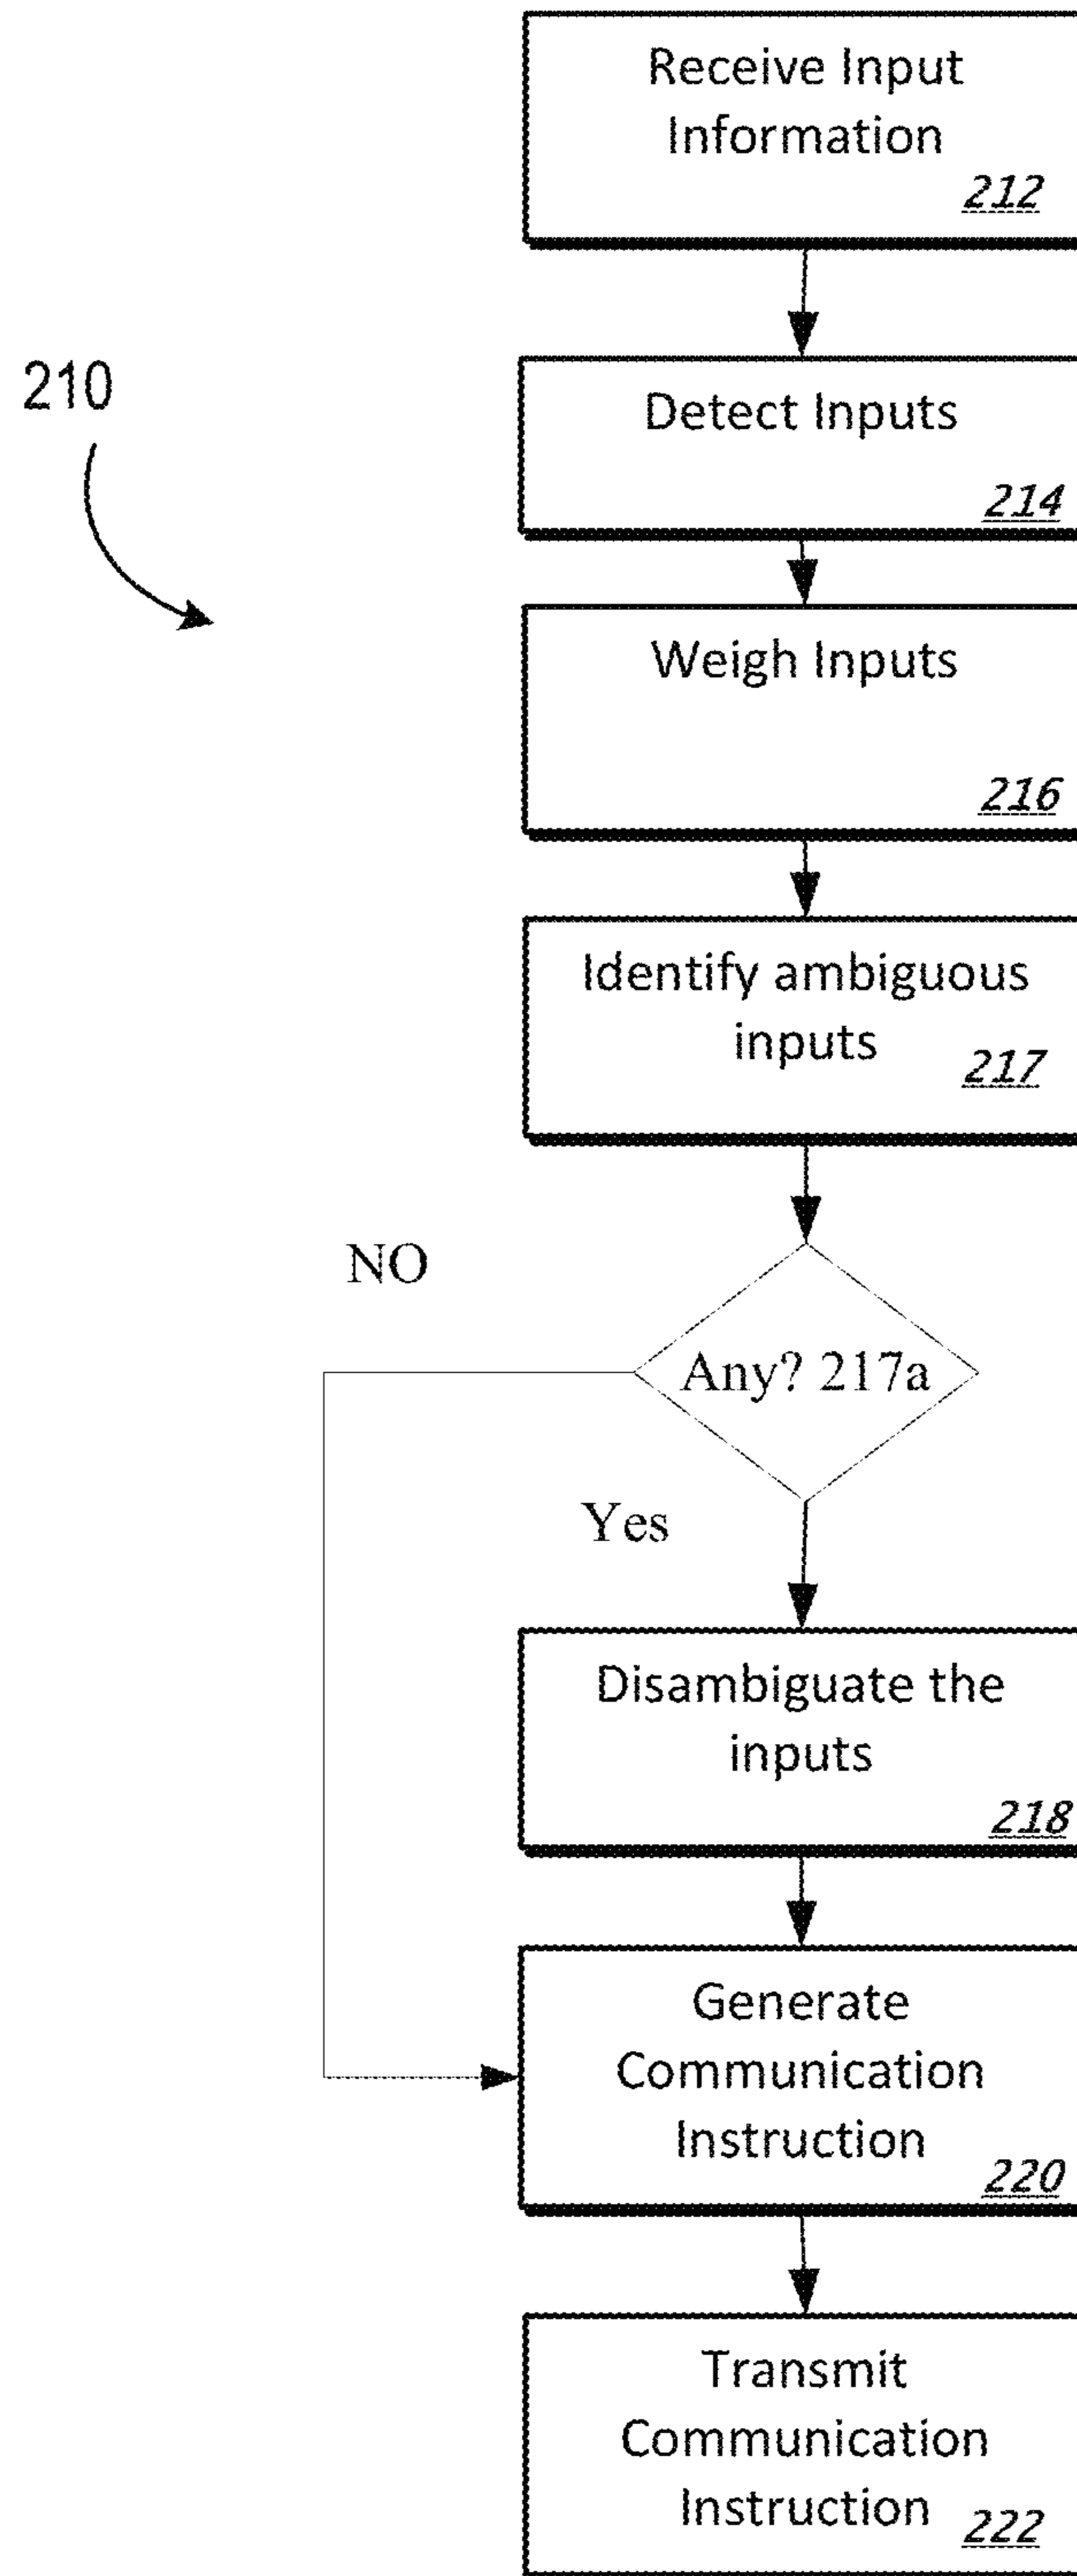 Receive Input
Information
212
210
Detect Inputs
214
Weigh Inputs
216
Identify ambiguous
inputs 217
NO
Any? 217a
Yes
Disambiguate the
inputs
218
Generate
Communication
Instruction
220
Transmit
Communication
Instruction 222